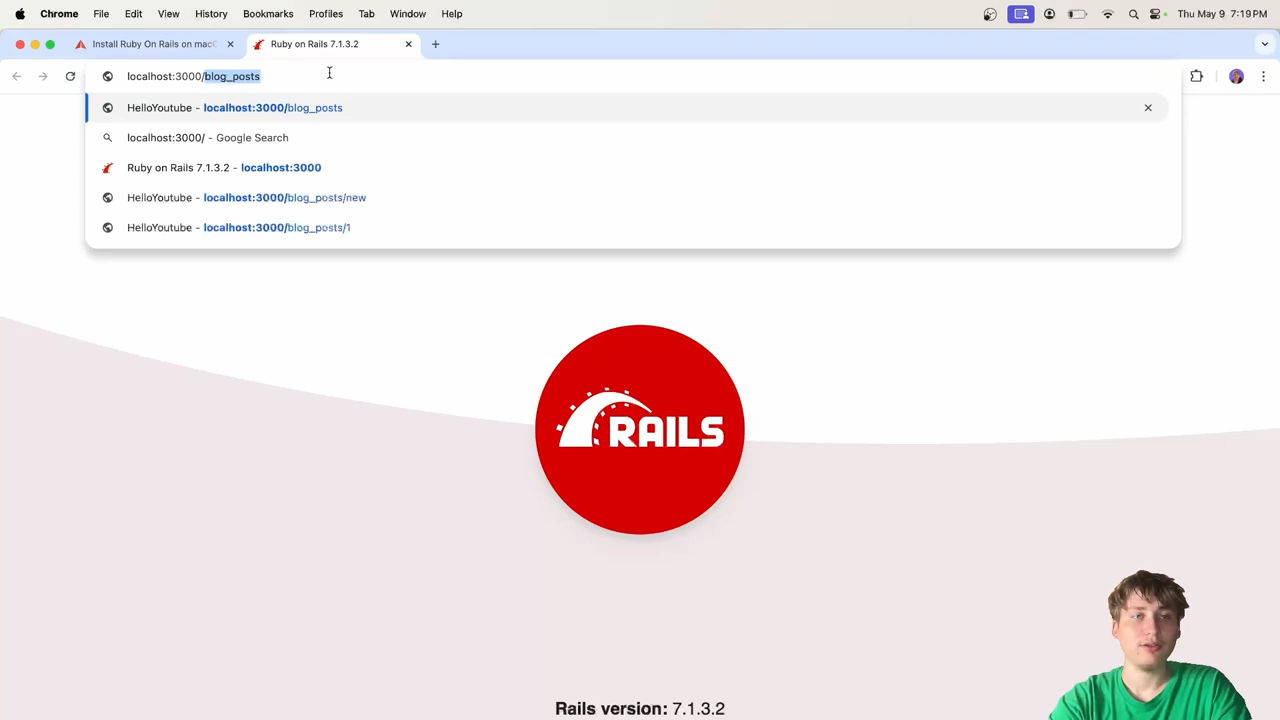 Chrome File Edit View History Bookmarks Profiles Tab Window Help Thu May 9 7:19 PM
Install Ruby On Rails on mac Ruby on Rails 7.1.3.2
localhost:3000/blog_posts
HelloYoutube - localhost:3000/blog_posts
localhost:3000/ - Google Search
Ruby on Rails 7.1.3.2 - localhost:3000
HelloYoutube - localhost:3000/blog_posts/new
HelloYoutube - localhost:3000/blog_posts/1
RAILS
Rails version: 7.1.3.2